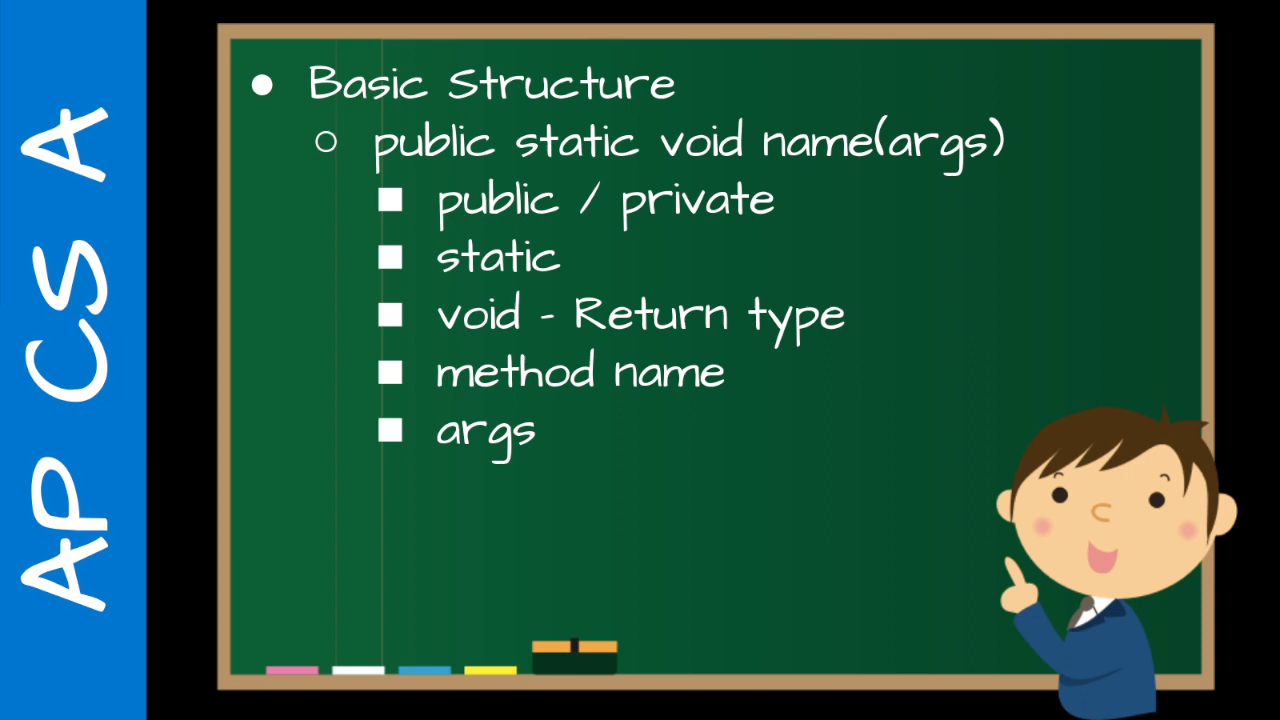 AP CS A
● Basic Structure
○ public static void name(args)
■ public / private
■ static
■ void - Return type
■ method name
■ args